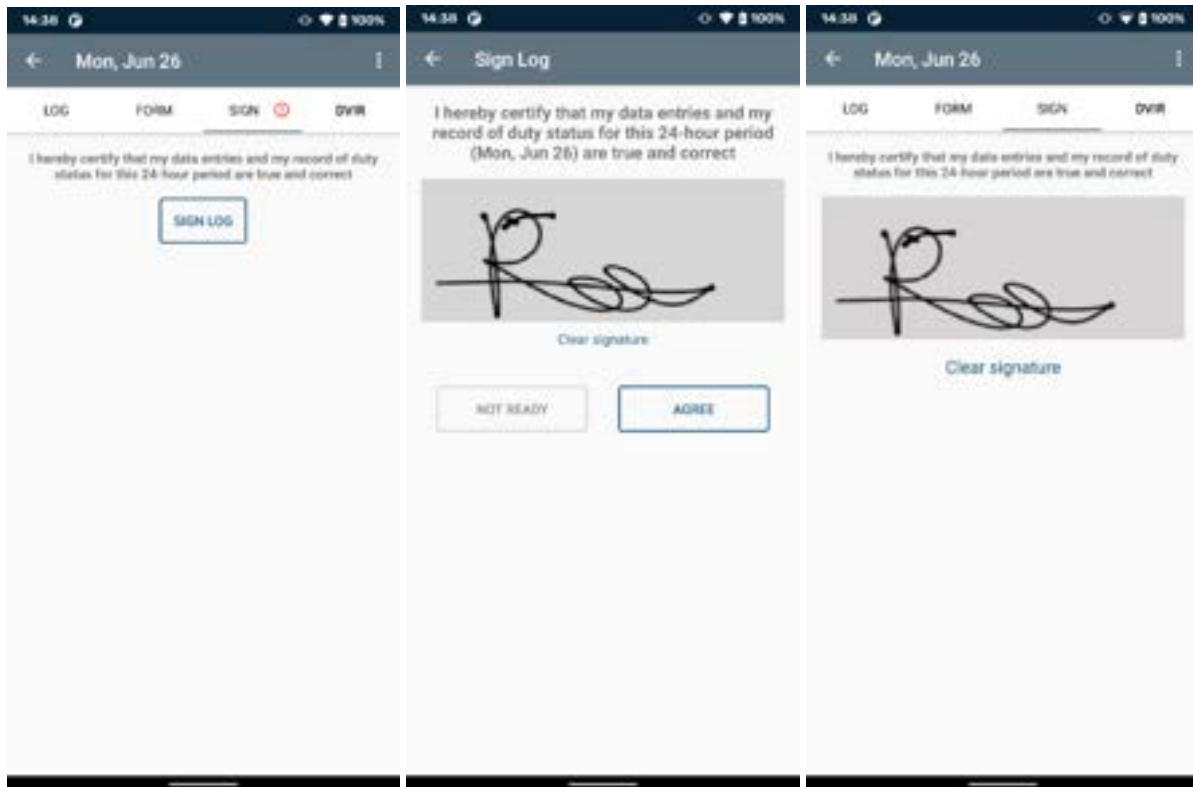 14:38 100%
Mon, Jun 26
LOG FORM SIGN DVIR
I hereby certify that my data entries and my record of duty
status for this 24-hour period are true and correct
SIGN LOG
14:38 100%
Sign Log
I hereby certify that my data entries and my
record of duty status for this 24-hour period
(Mon, Jun 26) are true and correct
Clear signature
NOT READY AGREE
14:38 100%
Mon, Jun 26
LOG FORM SIGN DVIR
I hereby certify that my data entries and my record of duty
status for this 24-hour period are true and correct
Clear signature